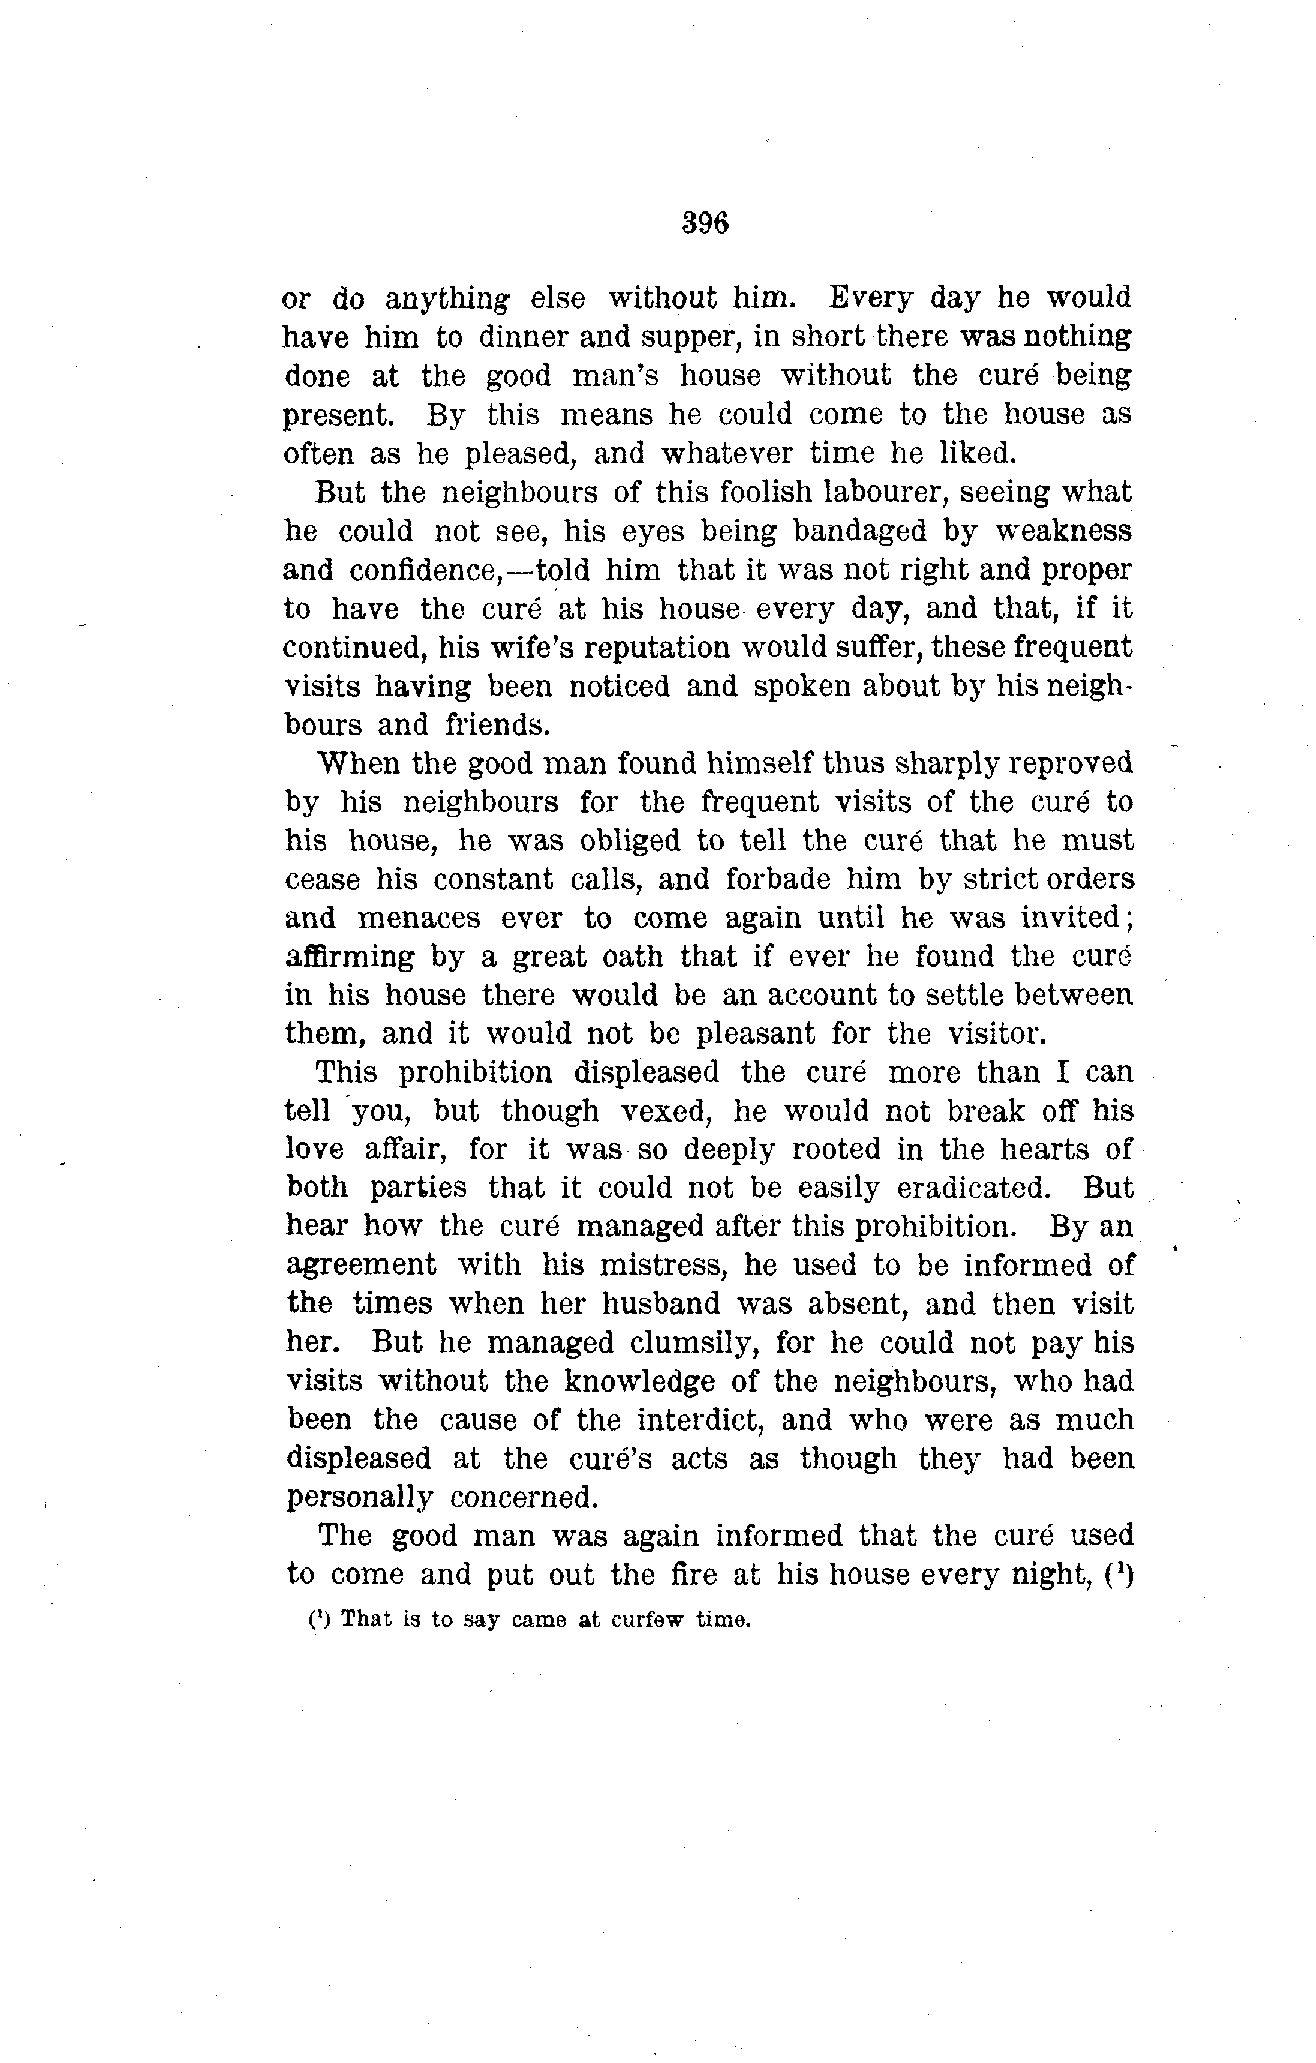 396
or do anything else without him. Every day he would
have him to dinner and supper, in short there was nothing
done at the good man's house without the curé being
present. By this means he could come to the house as
often as he pleased, and whatever time he liked.
But the neighbours of this foolish labourer, seeing what
he could not see, his eyes being bandaged by weakness
and confidence,—told him that it was not right and proper
to have the curé at his house every day, and that, if it
continued, his wife's reputation would suffer, these frequent
visits having been noticed and spoken about by his neigh-
bours and friends.
When the good man found himself thus sharply reproved
by his neighbours for the frequent visits of the curé to
his house, he was obliged to tell the curé that he must
cease his constant calls, and forbade him by strict orders
and menaces ever to come again until he was invited;
affirming by a great oath that if ever he found the curé
in his house there would be an account to settle between
them, and it would not be pleasant for the visitor.
This prohibition displeased the curé more than I can
tell you, but though vexed, he would not break off his
love affair, for it was so deeply rooted in the hearts of
both parties that it could not be easily eradicated. But
hear how the curé managed after this prohibition. By an
agreement with his mistress, he used to be informed of
the times when her husband was absent, and then visit
her. But he managed clumsily, for he could not pay his
visits without the knowledge of the neighbours, who had
been the cause of the interdict, and who were as much
displeased at the curé's acts as though they had been
personally concerned.
The good man was again informed that the curé used
to come and put out the fire at his house every night, (¹)
(¹) That is to say came at curfew time.